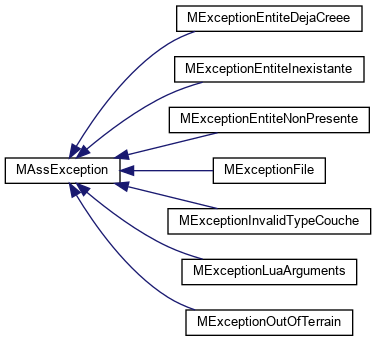 MExceptionEntiteDejaCreee
MExceptionEntiteInexistante
MExceptionEntiteNonPresente
MAssException
MExceptionFile
MExceptionInvalidTypeCouche
MExceptionLuaArguments
MExceptionOutOfTerrain